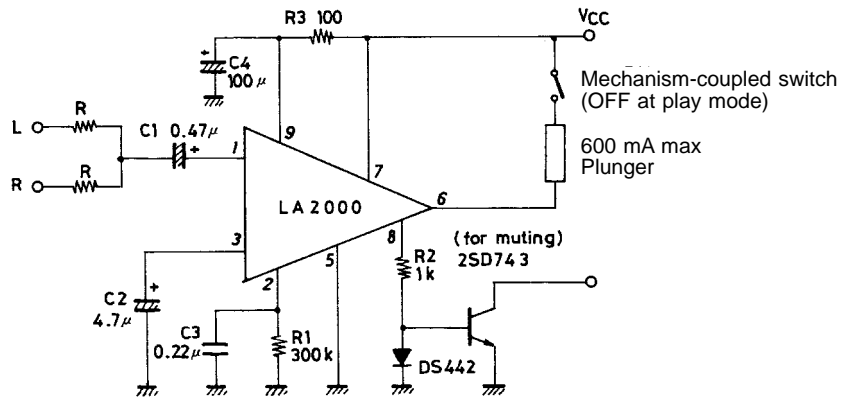 R3 100
VCC
C4
100 μ
Mechanism-coupled switch
(OFF at play mode)
R
L
C1 0.47μ
R
R
1
9
7
600 mA max
Plunger
LA2000
6
3
8
(for muting)
2SD743
5
2
R2
1k
C2
4.7μ
C3
0.22μ
R1
300k
DS442